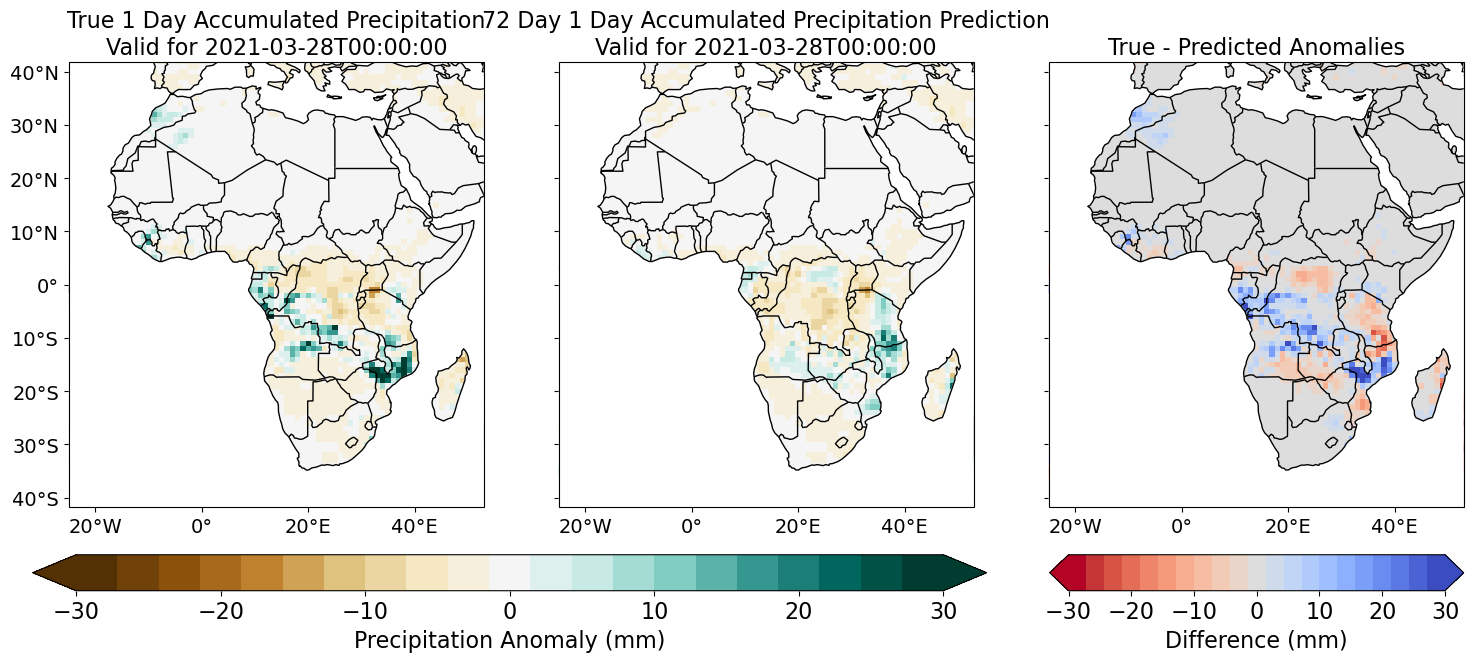 True 1 Day Accumulated Precipitation
Valid for 2021-03-28T00:00:00
72 Day 1 Day Accumulated Precipitation Prediction
Valid for 2021-03-28T00:00:00
True - Predicted Anomalies
40°N
30°N
20°N
10°N
0°
10°S
20°S
30°S
40°S
20°W 0° 20°E 40°E
20°W 0° 20°E 40°E
20°W 0° 20°E 40°E
−30 −20 −10 0 10 20 30
Precipitation Anomaly (mm)
−30 −20 −10 0 10 20 30
Difference (mm)